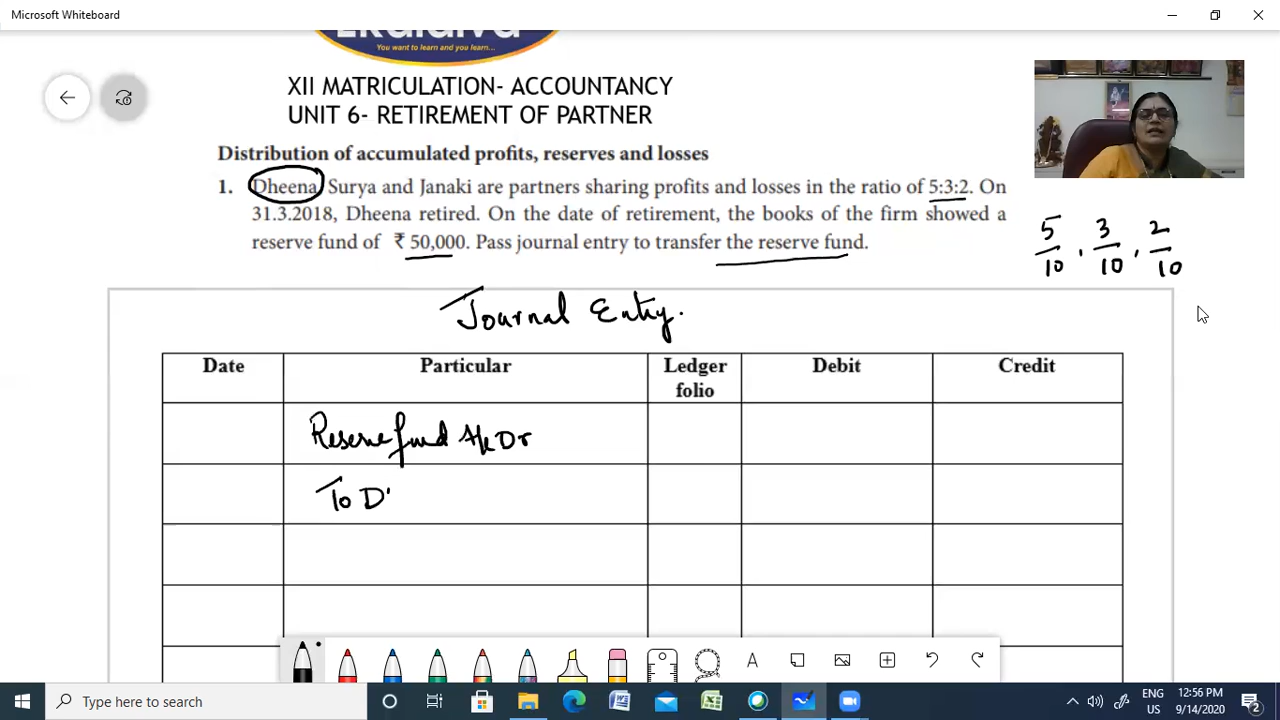 Microsoft Whiteboard
You want to learn and you learn...
XII MATRICULATION- ACCOUNTANCY
UNIT 6- RETIREMENT OF PARTNER
Distribution of accumulated profits, reserves and losses
1. Dheena, Surya and Janaki are partners sharing profits and losses in the ratio of 5:3:2. On
31.3.2018, Dheena retired. On the date of retirement, the books of the firm showed a
reserve fund of ₹ 50,000. Pass journal entry to transfer the reserve fund.
5/10, 3/10, 2/10
Journal Entry.
Date Particular Ledger folio Debit Credit
Reserve fund A/c Dr
To D
A
Type here to search
ENG 12:56 PM
US 9/14/2020
2